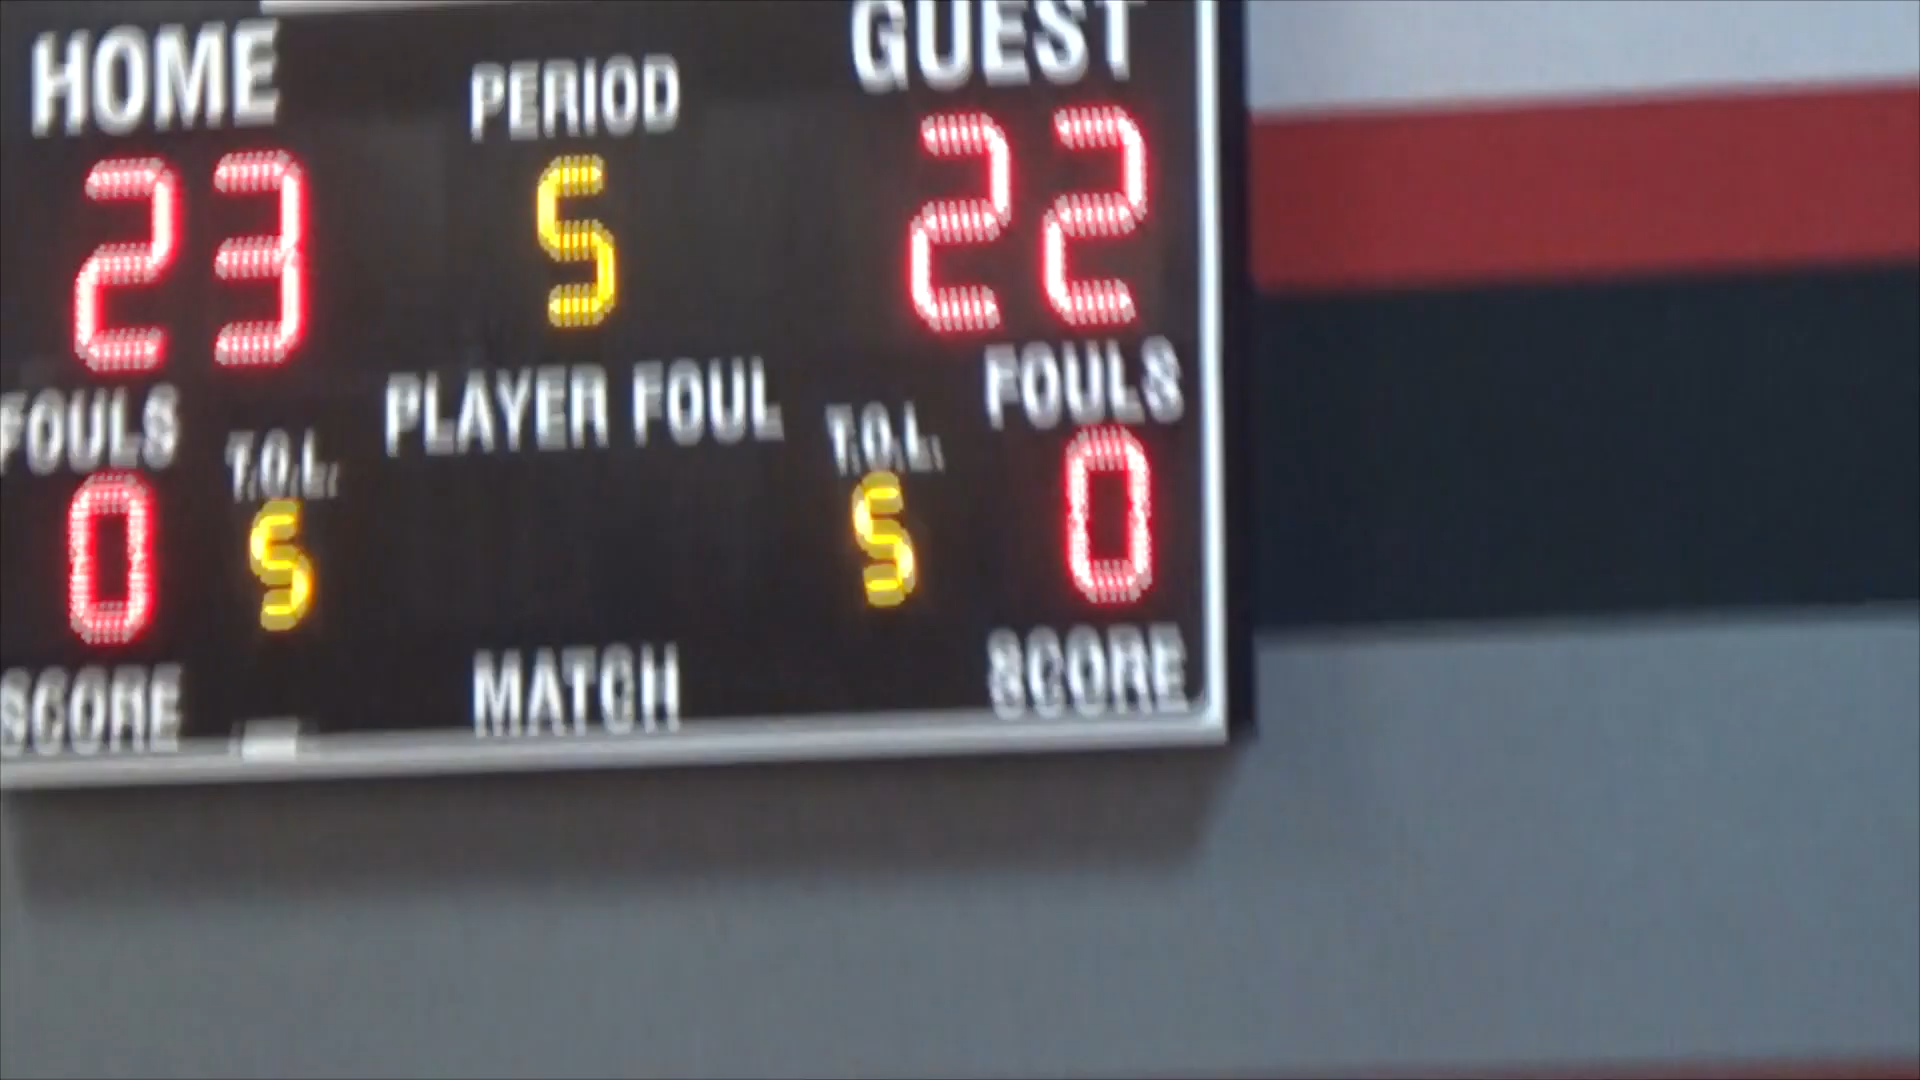 HOME PERIOD GUEST
23 5 22
FOULS T.O.L. PLAYER FOUL T.O.L. FOULS
0 5 5 0
SCORE MATCH SCORE